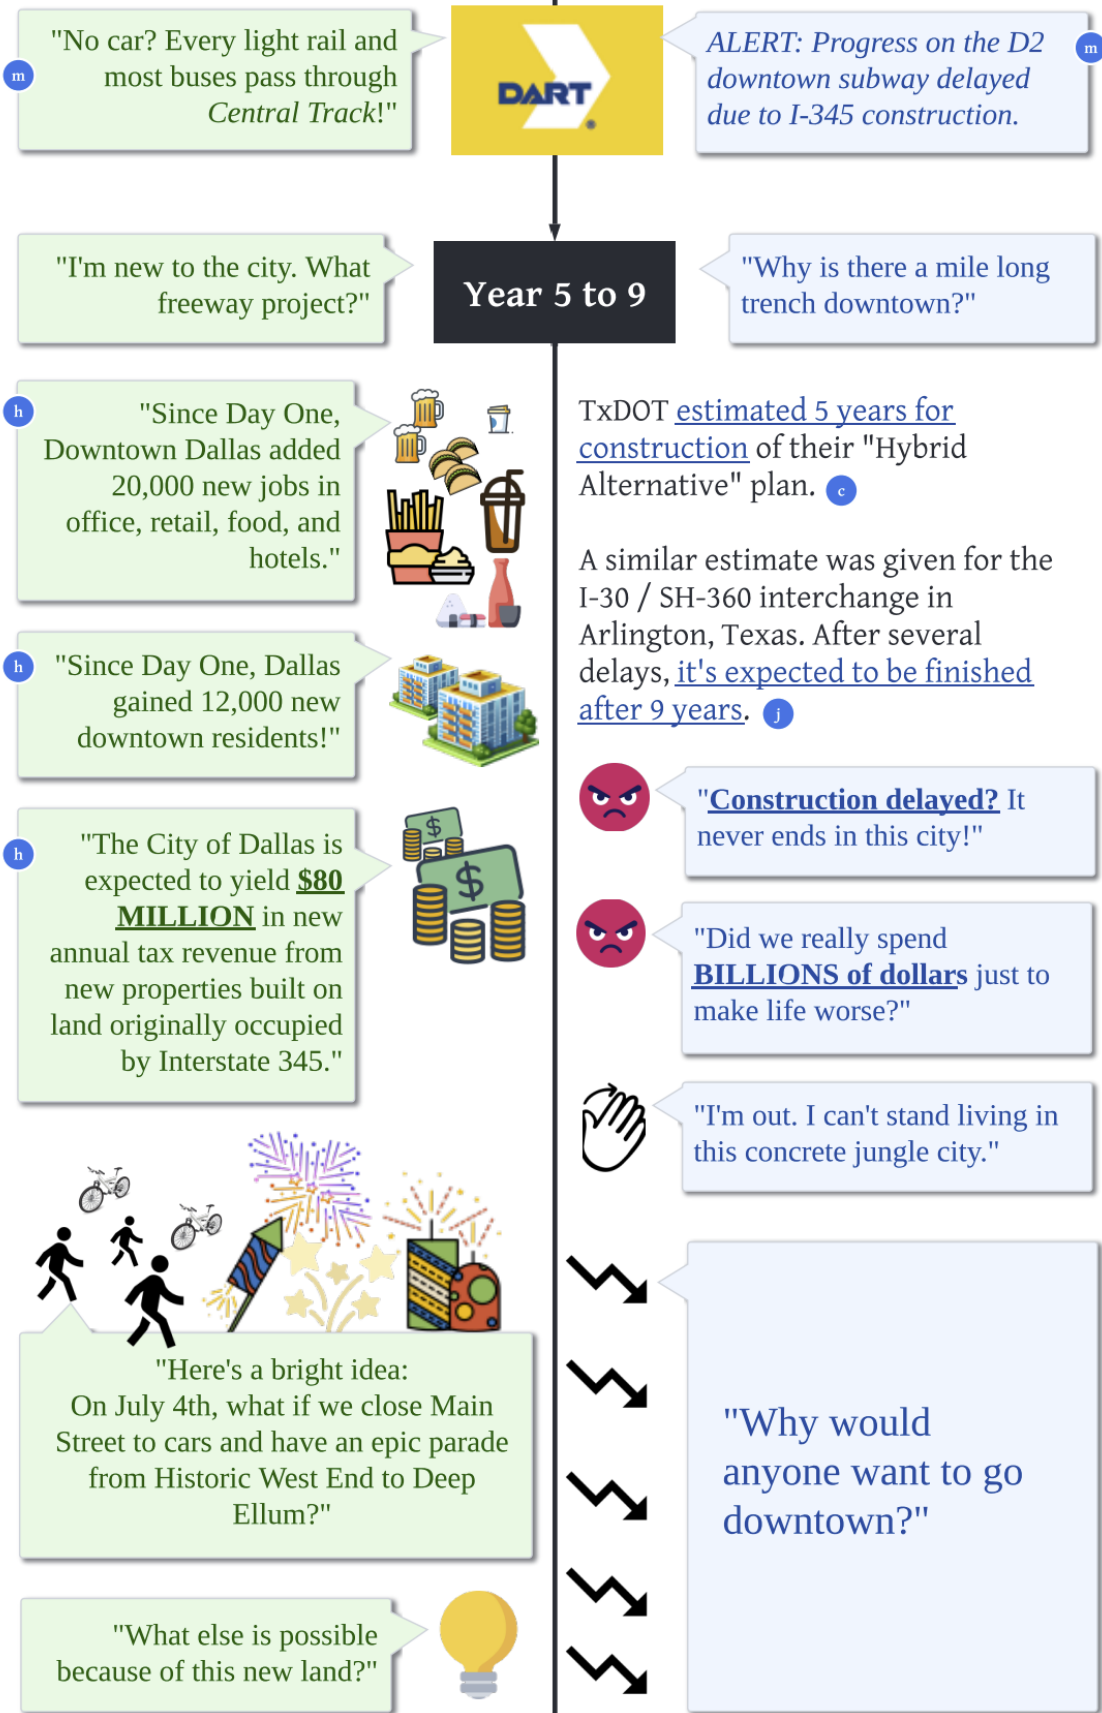 "No car? Every light rail and
most buses pass through
Central Track!"
m
DART
®
ALERT: Progress on the D2
downtown subway delayed
due to I-345 construction.
m
"I'm new to the city. What
freeway project?"
Year 5 to 9
"Why is there a mile long
trench downtown?"
h
"Since Day One,
Downtown Dallas added
20,000 new jobs in
office, retail, food, and
hotels."
h
"Since Day One, Dallas
gained 12,000 new
downtown residents!"
h
"The City of Dallas is
expected to yield $80
MILLION in new
annual tax revenue from
new properties built on
land originally occupied
by Interstate 345."
$
$
"Here's a bright idea:
On July 4th, what if we close Main
Street to cars and have an epic parade
from Historic West End to Deep
Ellum?"
"What else is possible
because of this new land?"
TxDOT estimated 5 years for
construction of their "Hybrid
Alternative" plan. c
A similar estimate was given for the
I-30 / SH-360 interchange in
Arlington, Texas. After several
delays, it's expected to be finished
after 9 years. j
"Construction delayed? It
never ends in this city!"
"Did we really spend
BILLIONS of dollars just to
make life worse?"
"I'm out. I can't stand living in
this concrete jungle city."
"Why would
anyone want to go
downtown?"